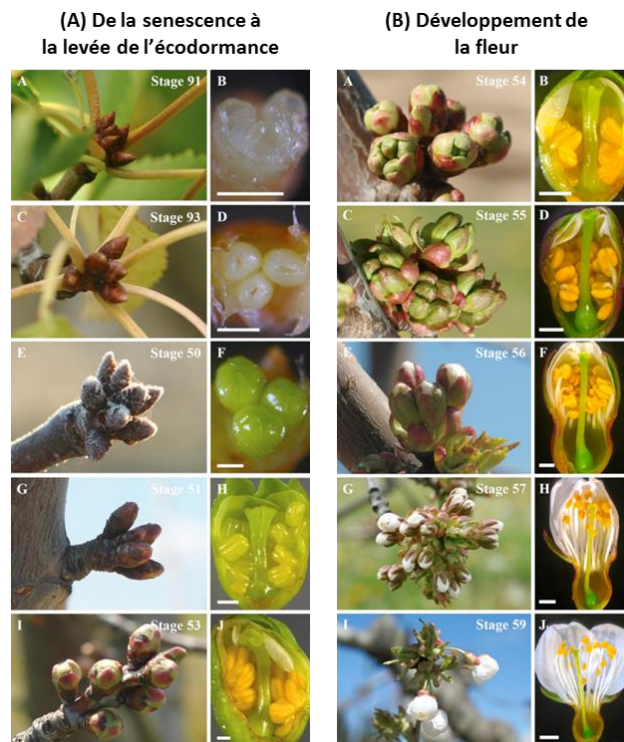 (A) De la senescence à
la levée de l'écodormance
(B) Développement de
la fleur
A Stage 91 B
C Stage 93 D
E Stage 50 F
G Stage 51 H
I Stage 53 J
A Stage 54 B
C Stage 55 D
E Stage 56 F
G Stage 57 H
I Stage 59 J